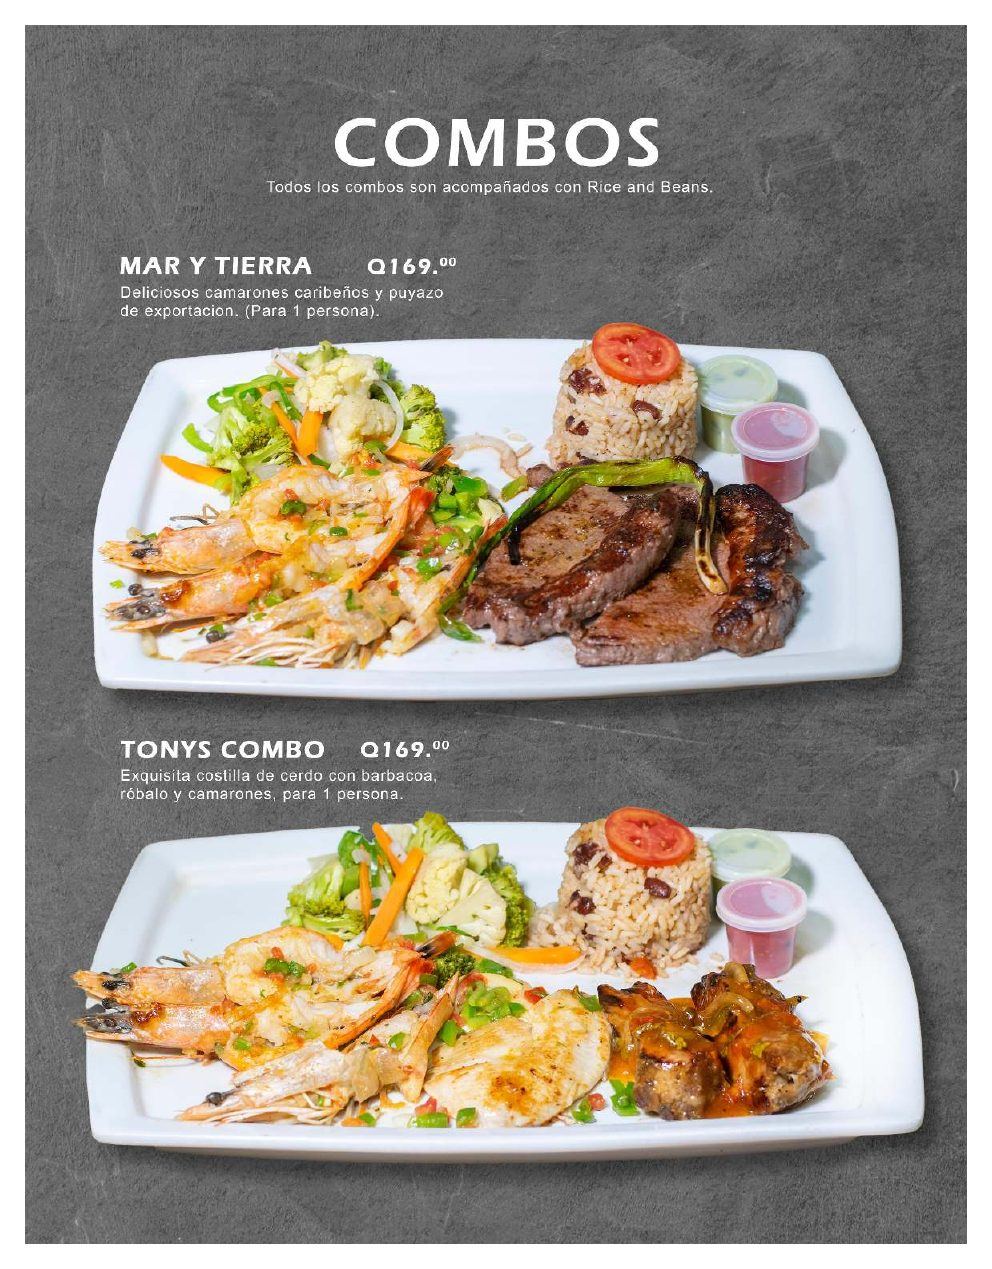 COMBOS
Todos los combos son acompañados con Rice and Beans.
MAR Y TIERRA Q169.00
Deliciosos camarones caribeños y puyazo
de exportacion. (Para 1 persona).
TONYS COMBO Q169.00
Exquisita costilla de cerdo con barbacoa,
róbalo y camarones, para 1 persona.